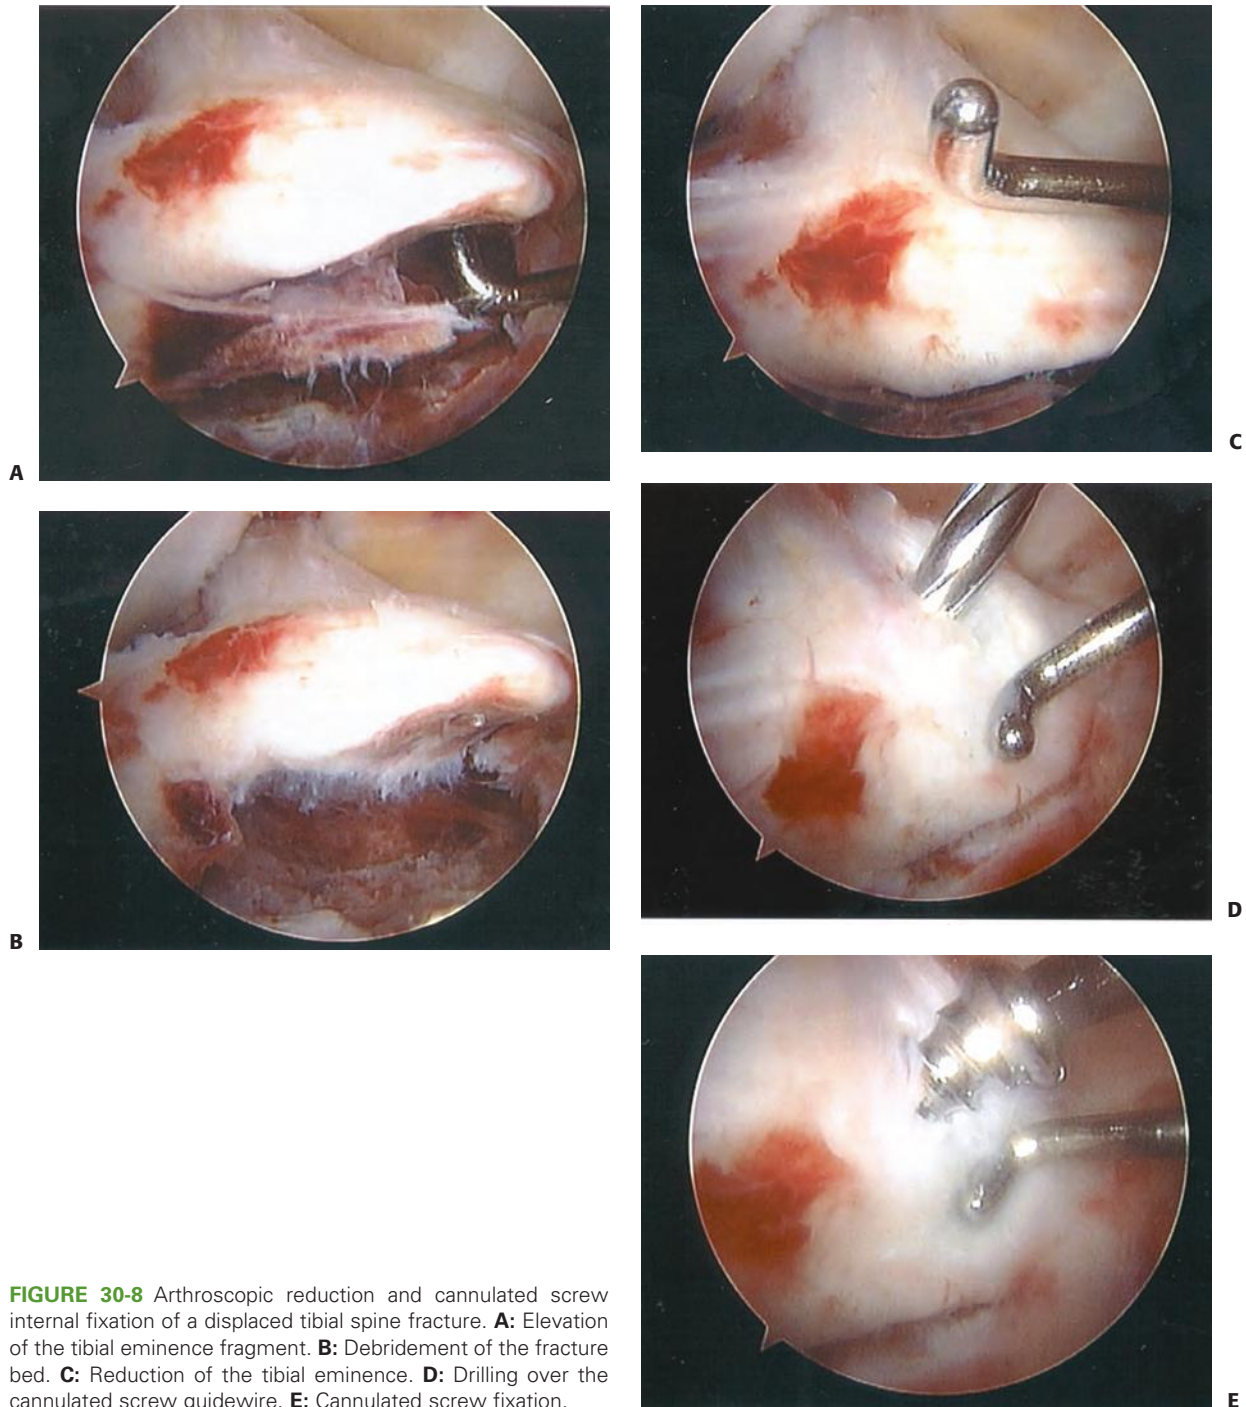 A
B
C
D
E
FIGURE 30-8 Arthroscopic reduction and cannulated screw
internal fixation of a displaced tibial spine fracture. A: Elevation
of the tibial eminence fragment. B: Debridement of the fracture
bed. C: Reduction of the tibial eminence. D: Drilling over the
cannulated screw guidewire. E: Cannulated screw fixation.